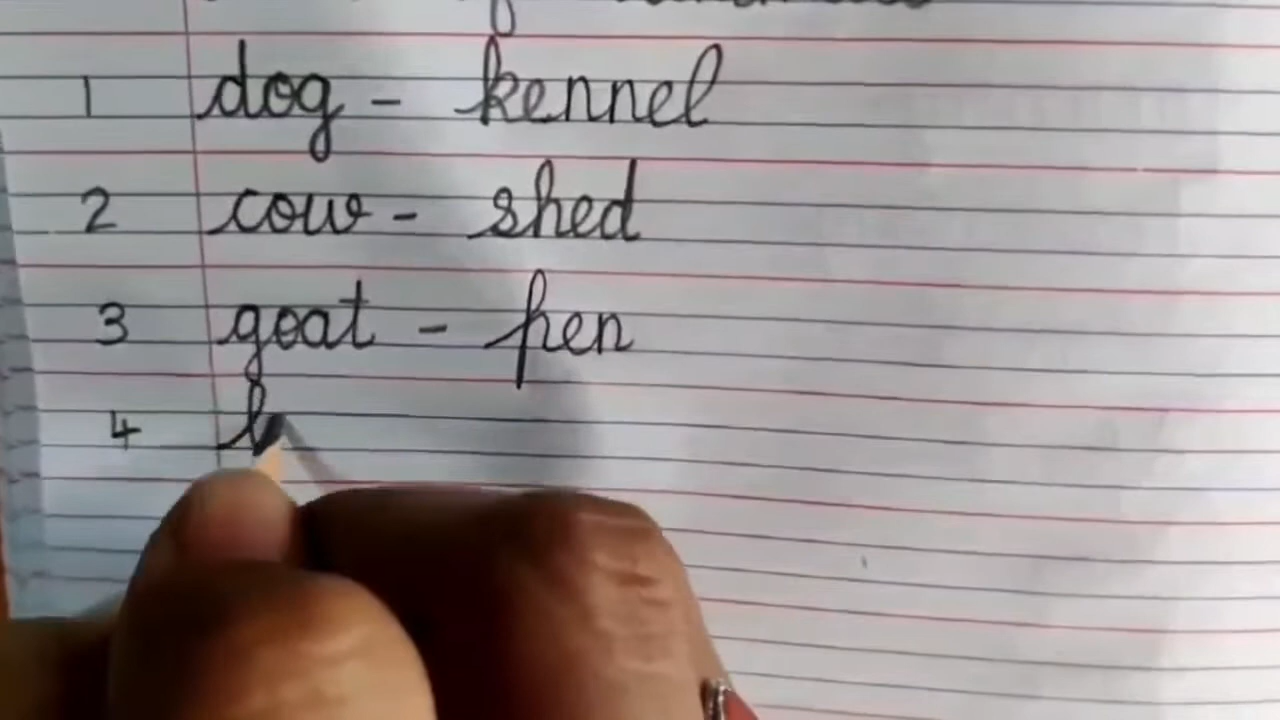 1 dog - kennel
2 cow - shed
3 goat - pen
4